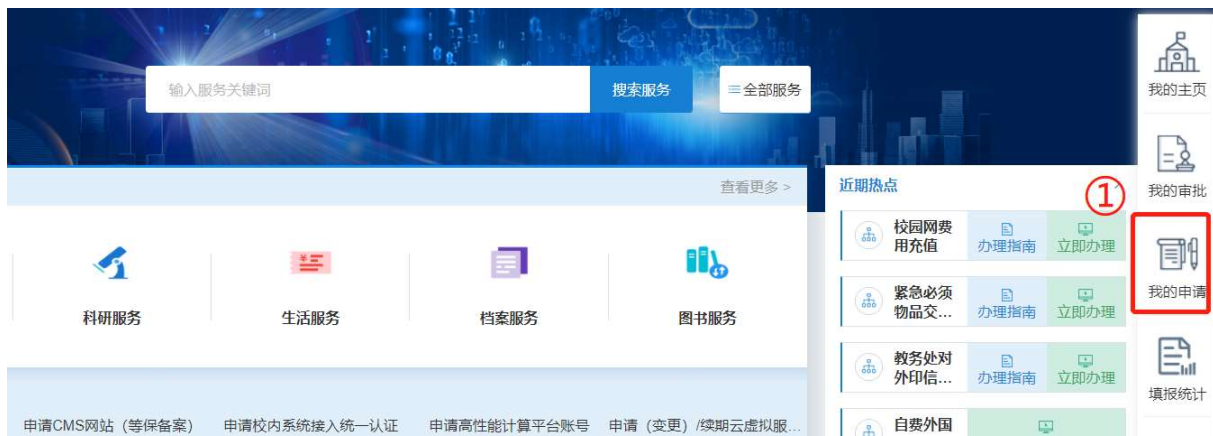 输入服务关键词
搜索服务
全部服务
我的主页
我的审批
我的申请
填报统计
查看更多 >
科研服务
生活服务
档案服务
图书服务
申请CMS网站（等保备案）
申请校内系统接入统一认证
申请高性能计算平台账号
申请（变更）/续期云虚拟服...
近期热点
①
校园网费
用充值
办理指南
立即办理
紧急必须
物品交...
办理指南
立即办理
教务处对
外印信...
办理指南
立即办理
自费外国